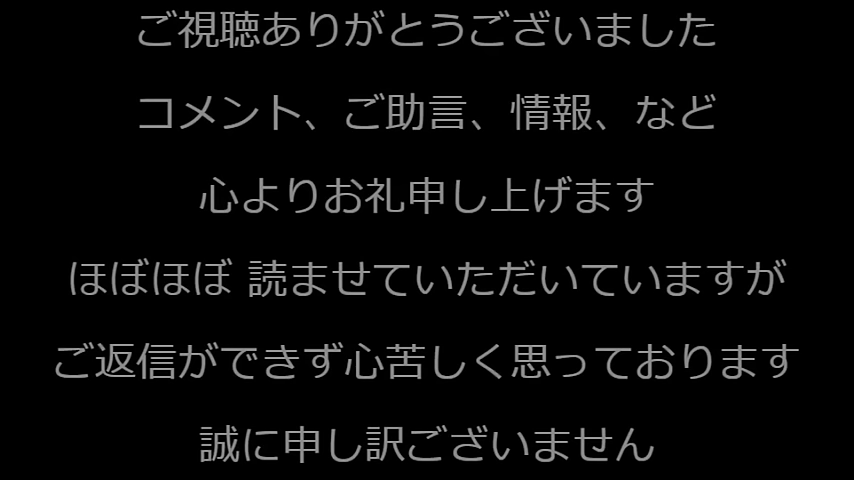 ご視聴ありがとうございました
コメント、ご助言、情報、など
心よりお礼申し上げます
ほぼほぼ 読ませていただいていますが
ご返信ができず心苦しく思っております
誠に申し訳ございません